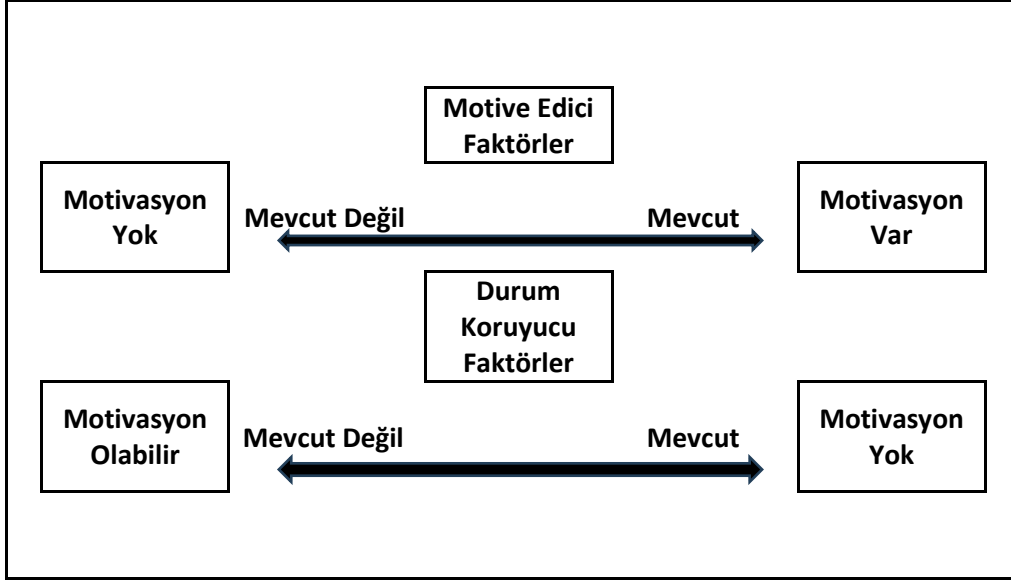 Motive Edici
Faktörler
Motivasyon
Yok
Mevcut Değil
Mevcut
Motivasyon
Var
Durum
Koruyucu
Faktörler
Motivasyon
Olabilir
Mevcut Değil
Mevcut
Motivasyon
Yok